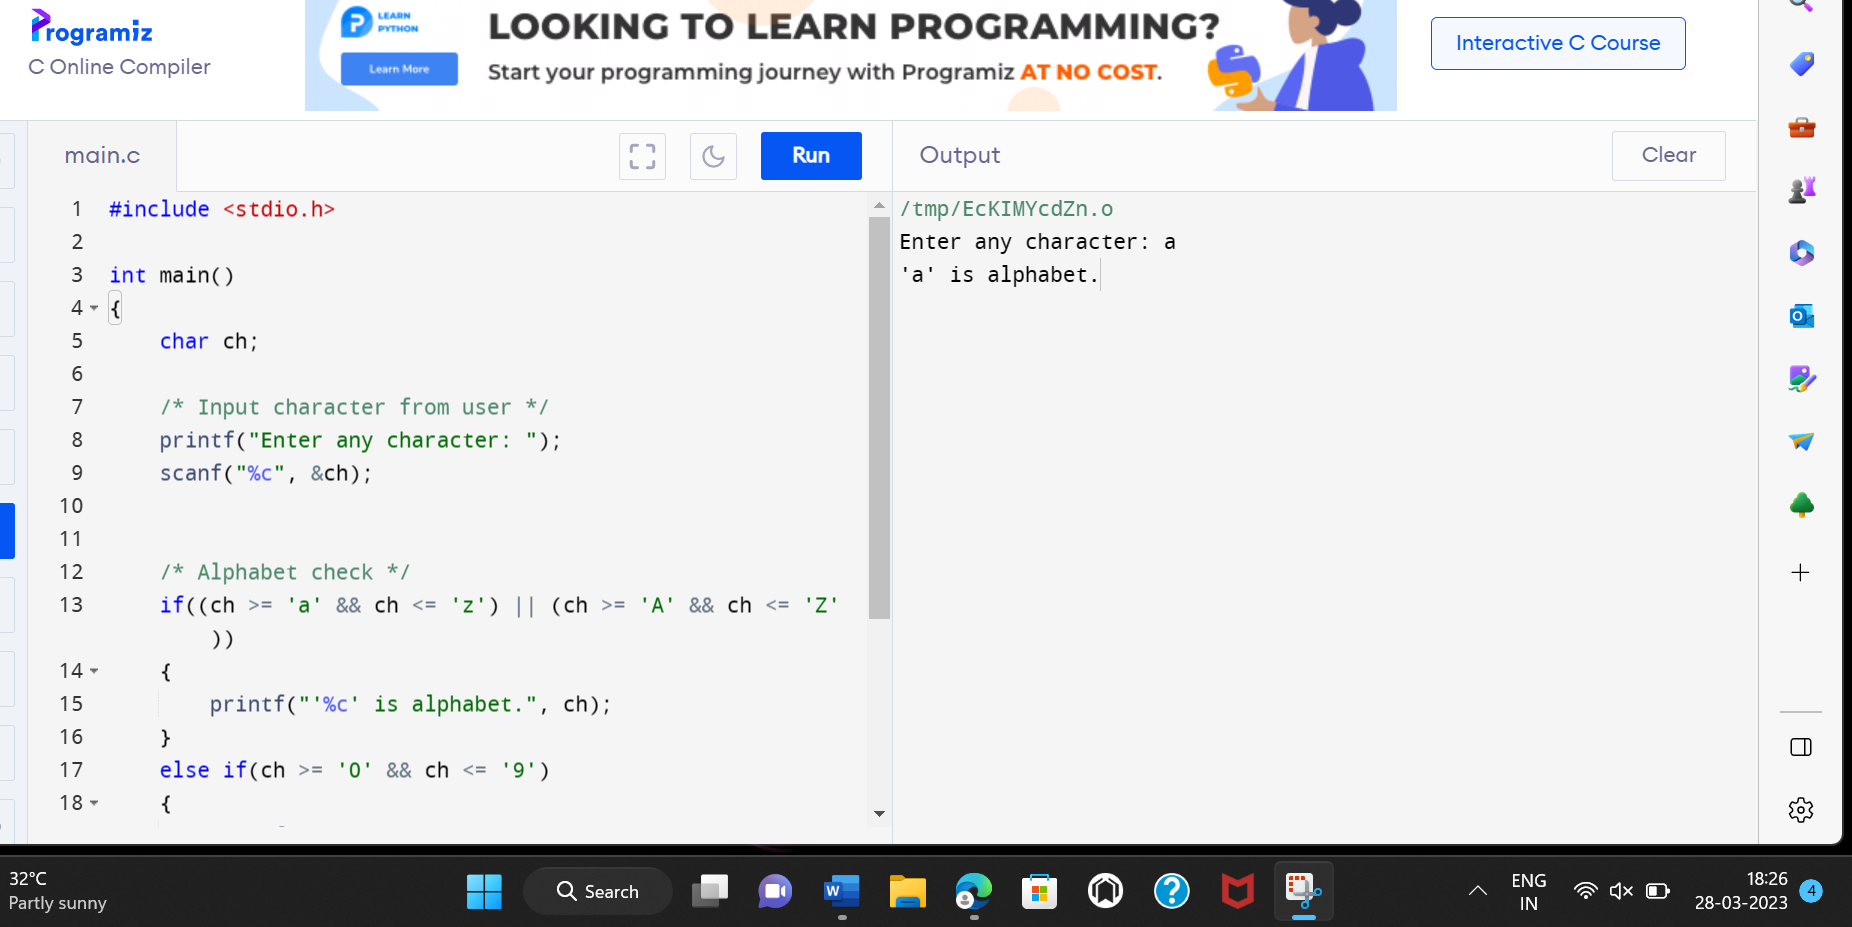 Programiz
C Online Compiler
LEARN
PYTHON
Learn More
LOOKING TO LEARN PROGRAMMING?
Start your programming journey with Programiz AT NO COST.
Interactive C Course
main.c
Run
Output
Clear
1 #include <stdio.h>
2
3 int main()
4 {
5 char ch;
6
7 /* Input character from user */
8 printf("Enter any character: ");
9 scanf("%c", &ch);
10
11
12 /* Alphabet check */
13 if((ch >= 'a' && ch <= 'z') || (ch >= 'A' && ch <= 'Z'
))
14 {
15 printf("'%c' is alphabet.", ch);
16 }
17 else if(ch >= '0' && ch <= '9')
18 {
/tmp/EcKIMYcdZn.o
Enter any character: a
'a' is alphabet.
32°C
Partly sunny
Search
W
ENG
IN
18:26
28-03-2023
4